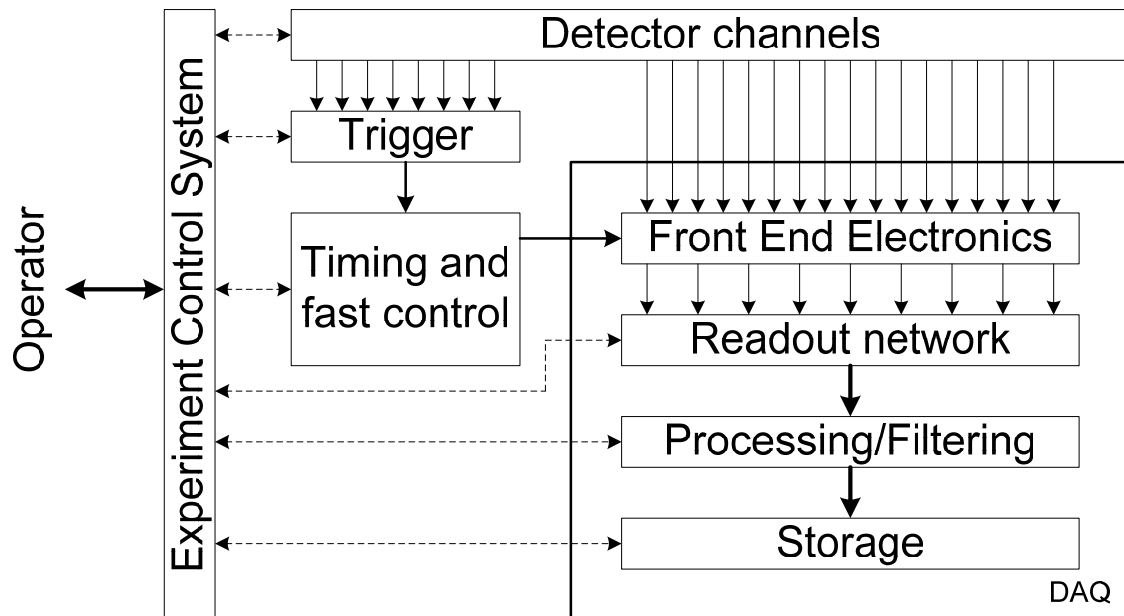 Operator
Experiment Control System
Detector channels
Trigger
Timing and
fast control
Front End Electronics
Readout network
Processing/Filtering
Storage
DAQ